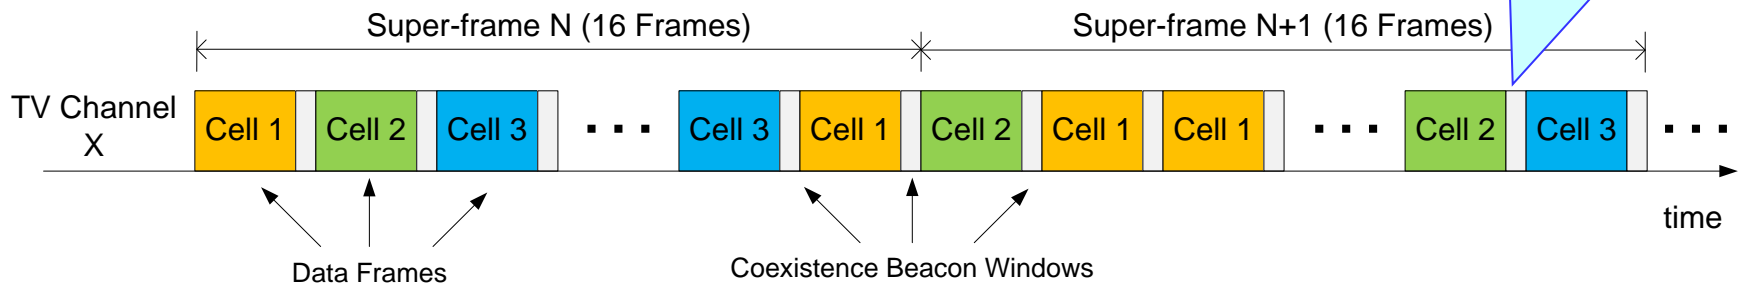 Super-frame N (16 Frames)
Super-frame N+1 (16 Frames)
TV Channel
X
Cell 1
Cell 2
Cell 3
. . .
Cell 3
Cell 1
Cell 2
Cell 1
Cell 1
. . .
Cell 2
Cell 3
. . .
time
Data Frames
Coexistence Beacon Windows